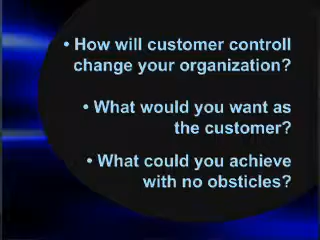 • How will customer controll
change your organization?
• What would you want as
the customer?
• What could you achieve
with no obsticles?